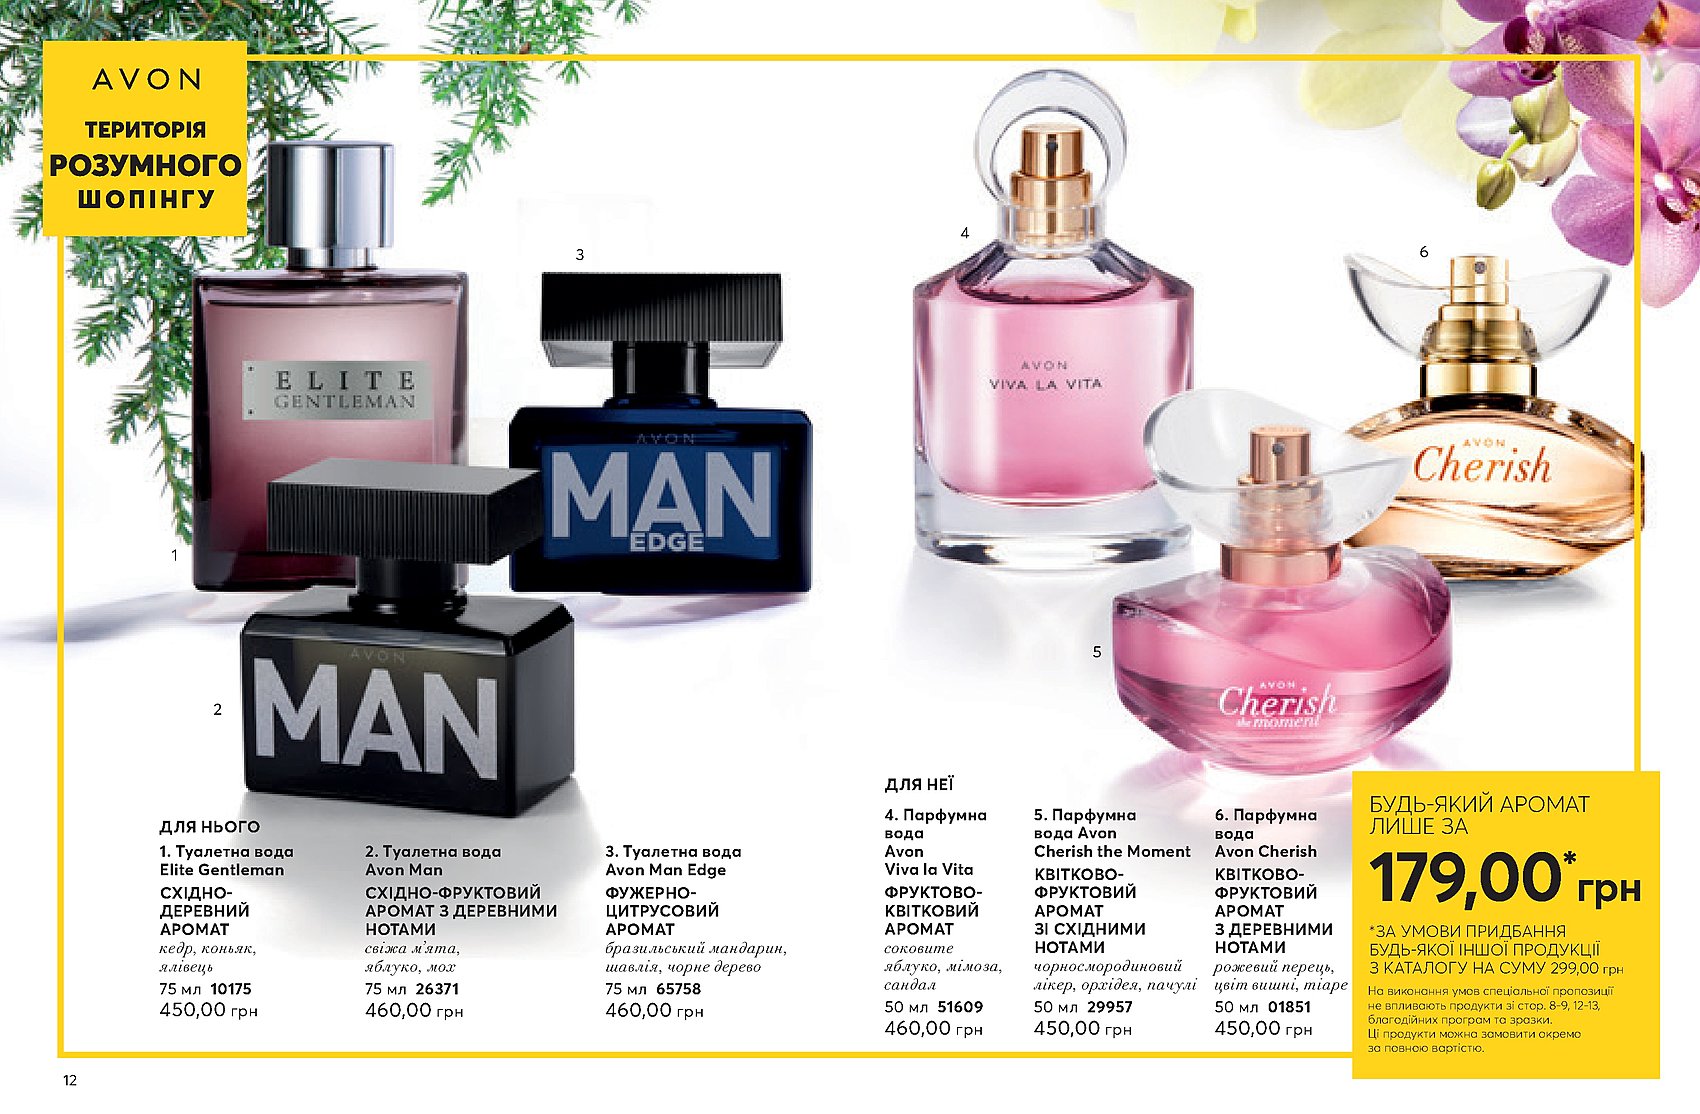 AVON
ТЕРИТОРІЯ
РОЗУМНОГО
ШОПІНГУ
ELITE
GENTLEMAN
1
AVON
MAN
2
3
AVON
MAN
EDGE
4
AVON
VIVA LA VITA
5
AVON
Cherish
the moment
6
AVON
Cherish
ДЛЯ НЬОГО
1. Туалетна вода
Elite Gentleman
СХІДНО-
ДЕРЕВНИЙ
АРОМАТ
кедр, коньяк,
ялівець
75 мл 10175
450,00 грн
2. Туалетна вода
Avon Man
СХІДНО-ФРУКТОВИЙ
АРОМАТ З ДЕРЕВНИМИ
НОТАМИ
свіжа м'ята,
яблуко, мох
75 мл 26371
460,00 грн
3. Туалетна вода
Avon Man Edge
ФУЖЕРНО-
ЦИТРУСОВИЙ
АРОМАТ
бразильський мандарин,
шавлія, чорне дерево
75 мл 65758
460,00 грн
ДЛЯ НЕЇ
4. Парфумна
вода
Avon
Viva la Vita
ФРУКТОВО-
КВІТКОВИЙ
АРОМАТ
соковите
яблуко, мімоза,
сандал
50 мл 51609
460,00 грн
5. Парфумна
вода Avon
Cherish the Moment
КВІТКОВО-
ФРУКТОВИЙ
АРОМАТ
ЗІ СХІДНИМИ
НОТАМИ
чорносмородиновий
лікер, орхідея, пачулі
50 мл 29957
450,00 грн
6. Парфумна
вода
Avon Cherish
КВІТКОВО-
ФРУКТОВИЙ
АРОМАТ
З ДЕРЕВНИМИ
НОТАМИ
рожевий перець,
цвіт вишні, тіаре
50 мл 01851
450,00 грн
БУДЬ-ЯКИЙ АРОМАТ
ЛИШЕ ЗА
179,00* грн
*ЗА УМОВИ ПРИДБАННЯ
БУДЬ-ЯКОЇ ІНШОЇ ПРОДУКЦІЇ
З КАТАЛОГУ НА СУМУ 299,00 грн
На виконання умов спеціальної пропозиції
не впливають продукти зі стор. 8-9, 12-13,
благодійних програм та зразки.
Ці продукти можна замовити окремо
за повною вартістю.
12